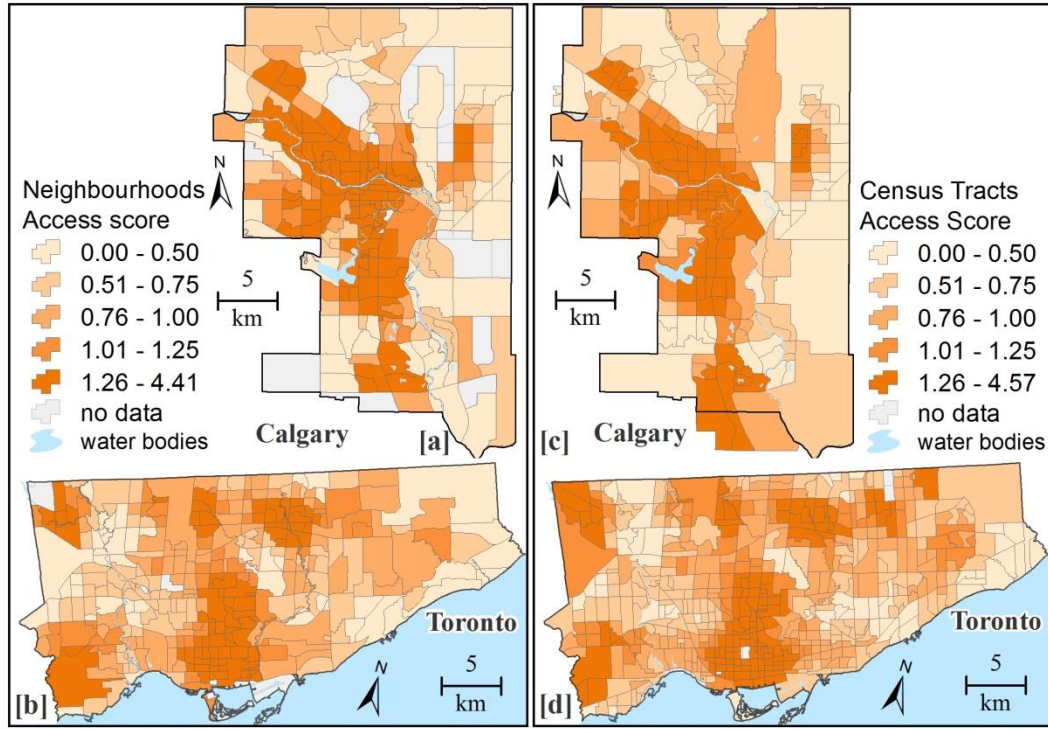 Neighbourhoods
Access score
0.00 - 0.50
0.51 - 0.75
0.76 - 1.00
1.01 - 1.25
1.26 - 4.41
no data
water bodies
N
5
km
Calgary
[a]
N
5
km
Calgary
[c]
Census Tracts
Access Score
0.00 - 0.50
0.51 - 0.75
0.76 - 1.00
1.01 - 1.25
1.26 - 4.57
no data
water bodies
Toronto
5
km
N
[b]
Toronto
5
km
N
[d]